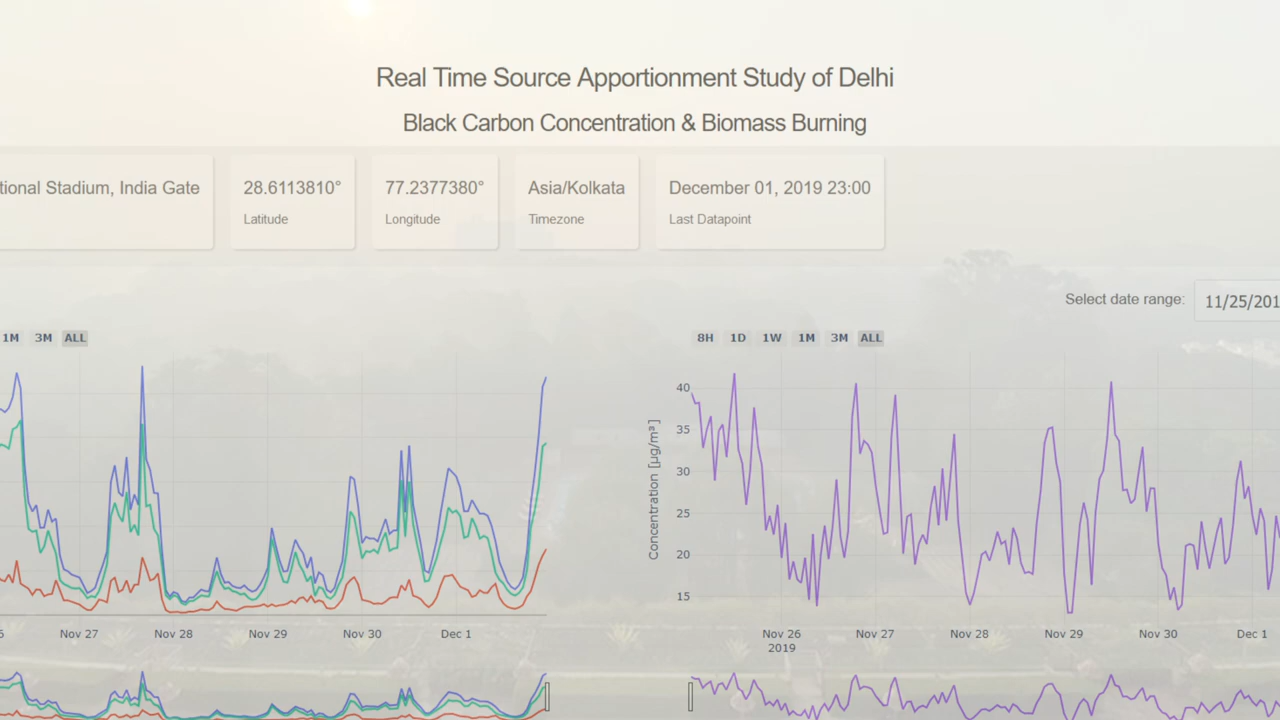 Real Time Source Apportionment Study of Delhi
Black Carbon Concentration & Biomass Burning
tional Stadium, India Gate
28.6113810°
Latitude
77.2377380°
Longitude
Asia/Kolkata
Timezone
December 01, 2019 23:00
Last Datapoint
Select date range: 11/25/201
1M 3M ALL
8H 1D 1W 1M 3M ALL
Concentration [µg/m³]
40
35
30
25
20
15
6 Nov 27 Nov 28 Nov 29 Nov 30 Dec 1
Nov 26 Nov 27 Nov 28 Nov 29 Nov 30 Dec 1
2019